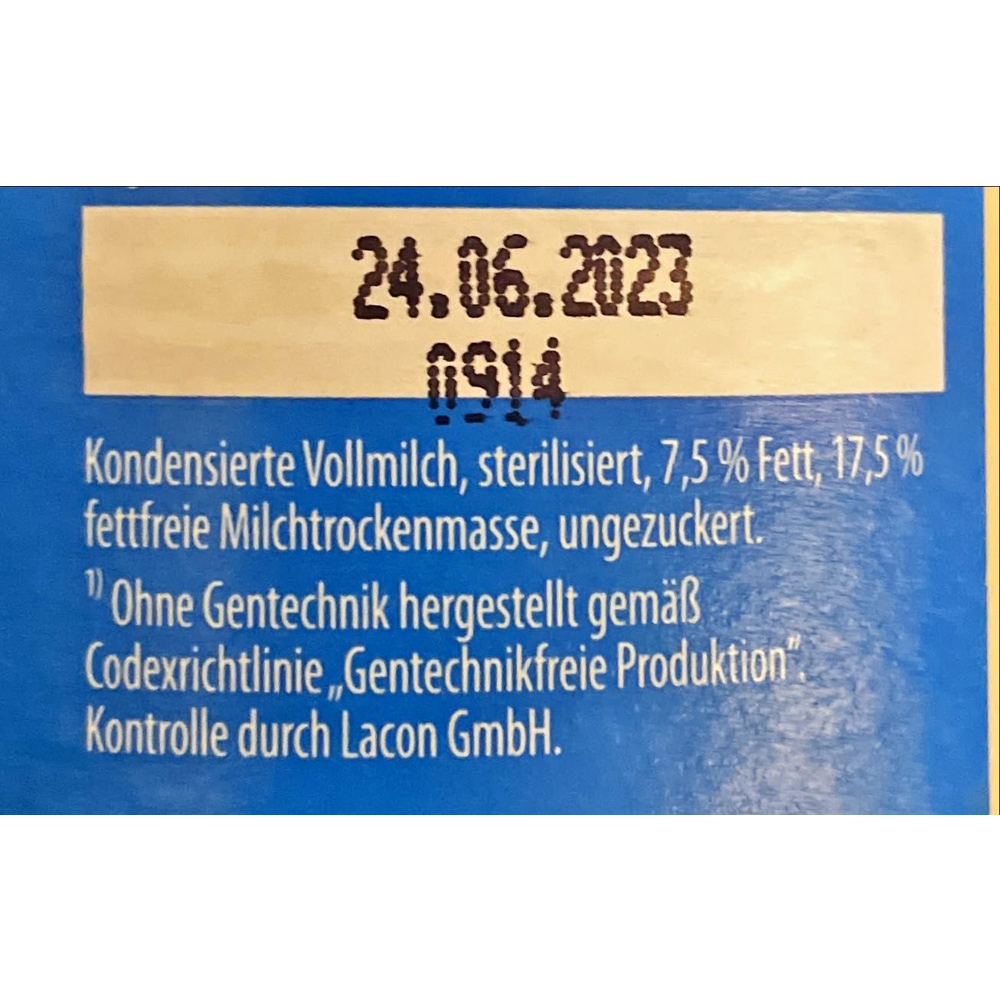 24.06.2023
0914
Kondensierte Vollmilch, sterilisiert, 7,5 % Fett, 17,5 %
fettfreie Milchtrockenmasse, ungezuckert.
1) Ohne Gentechnik hergestellt gemäß
Codexrichtlinie „Gentechnikfreie Produktion“.
Kontrolle durch Lacon GmbH.